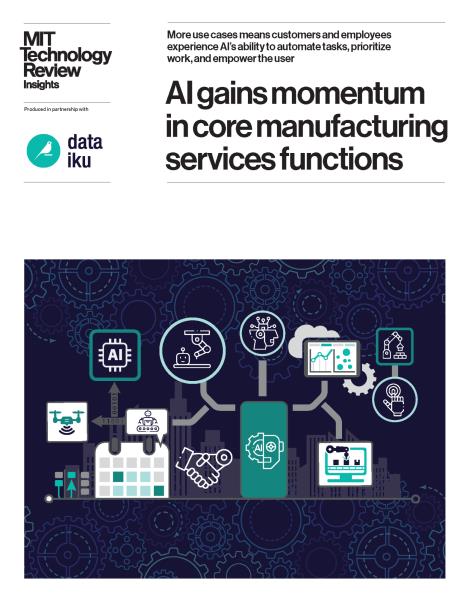 MIT
Technology
Review
Insights
Produced in partnership with
data
iku
More use cases means customers and employees
experience AI's ability to automate tasks, prioritize
work, and empower the user
AI gains momentum
in core manufacturing
services functions
AI
AI